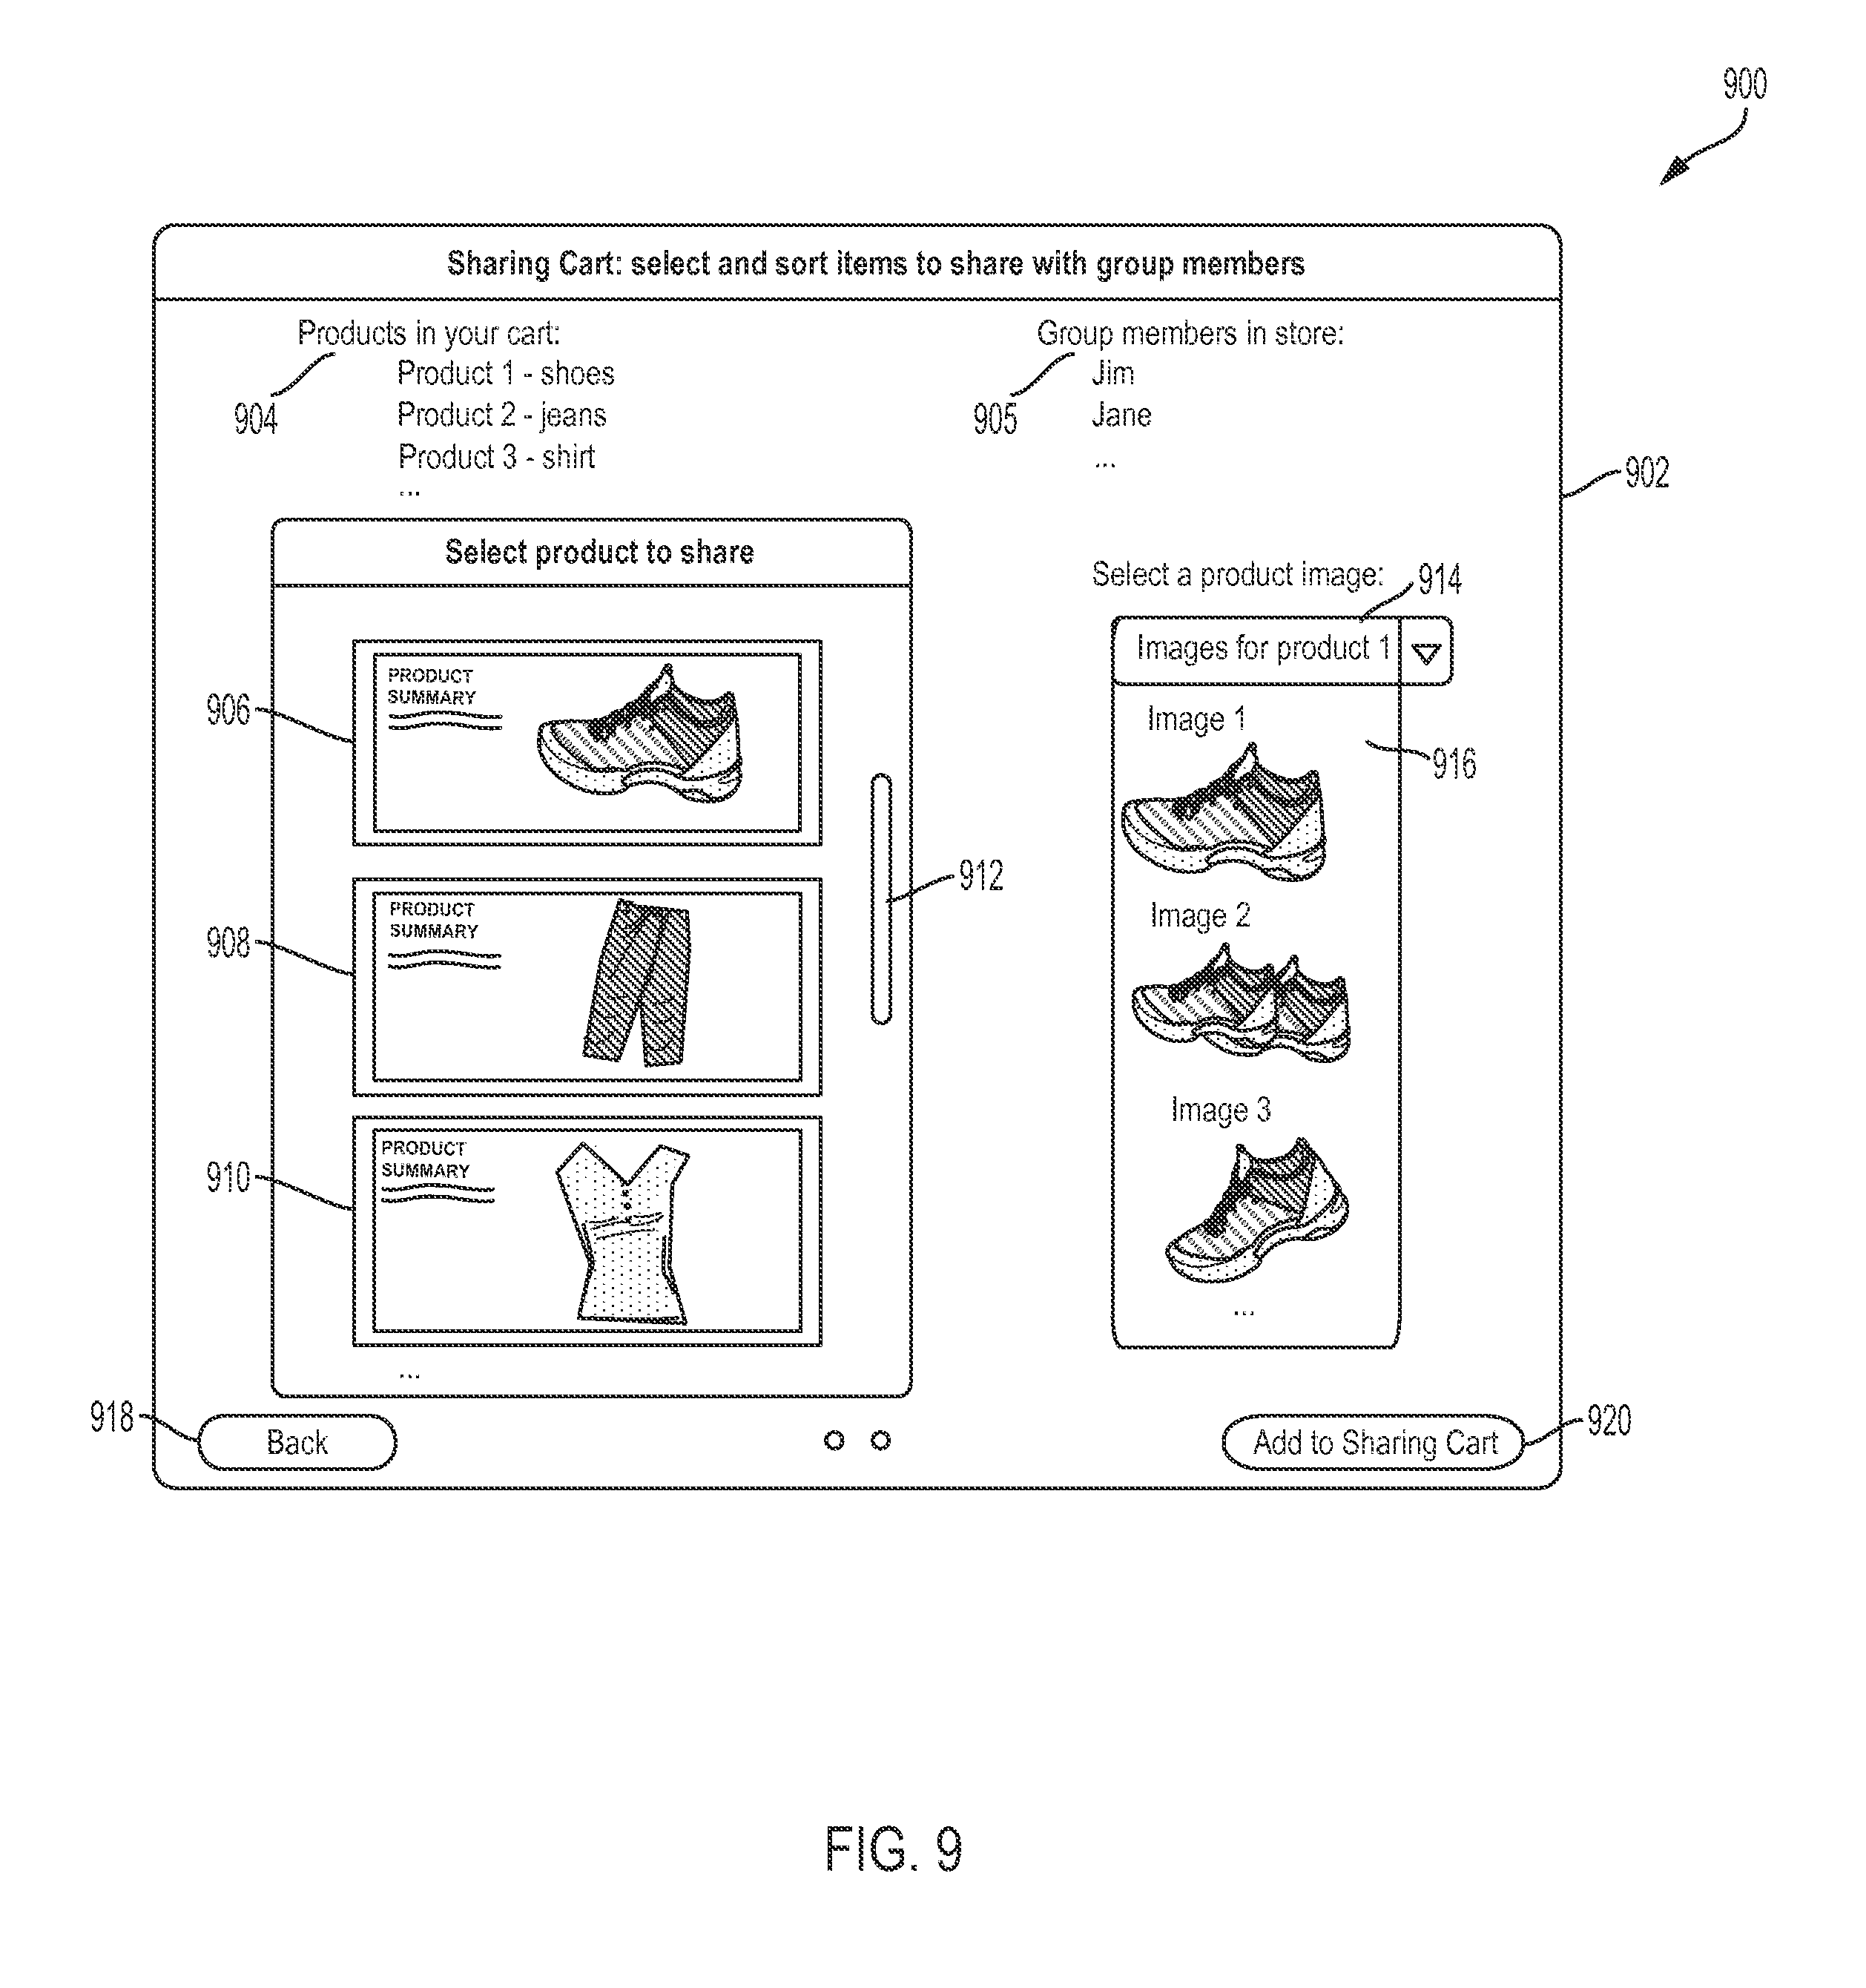 900
Sharing Cart: select and sort items to share with group members
Products in your cart:
904
Product 1 - shoes
Product 2 - jeans
Product 3 - shirt
...
Group members in store:
905
Jim
Jane
...
902
Select product to share
906
PRODUCT
SUMMARY
908
PRODUCT
SUMMARY
910
PRODUCT
SUMMARY
...
912
Select a product image:
914
Images for product 1
916
Image 1
Image 2
Image 3
...
918
Back
Add to Sharing Cart
920
FIG. 9